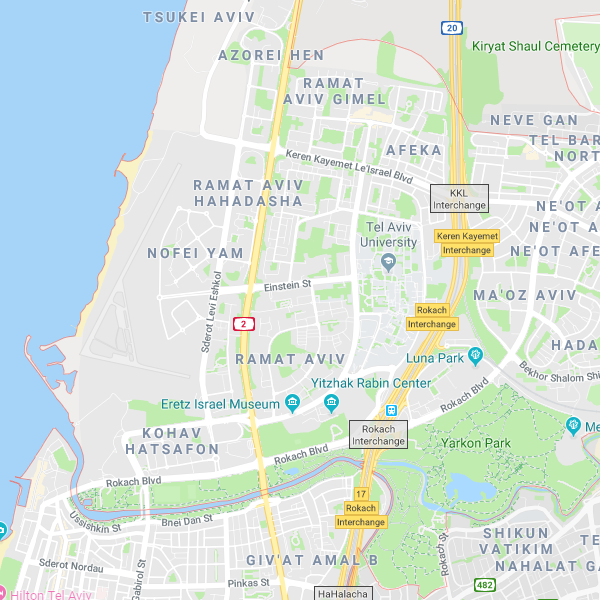 TSUKEI AVIV
20
Kiryat Shaul Cemetery
AZOREI HEN
RAMAT
AVIV GIMEL
NEVE GAN
TEL BAR
NORT
Keren Kayemet Le'Israel Blvd
AFEKA
RAMAT AVIV
HAHADASHA
KKL
Interchange
NE'OT A
Tel Aviv
University
NE'OT A
Keren Kayemet
Interchange
NE'OT AFE
NOFEI YAM
Einstein St
MA'OZ AVIV
Sderot Levi Eshkol
2
Rokach
Interchange
HADA
RAMAT AVIV
Luna Park
Bekhor Shalom Shi
Yitzhak Rabin Center
Rokach Blvd
Eretz Israel Museum
Me
KOHAV
HATSAFON
Rokach
Interchange
Yarkon Park
Rokach Blvd
Rokach Blvd
17
Rokach
Interchange
Ussishkin St
Bnei Dan St
Rokach St
SHIKUN
VATIKIM
TE
NAHALAT GA
GIV'AT AMAL B
Sderot Nordau
Gabirol St
Pinkas St
482
Hilton Tel Aviv
HaHalacha